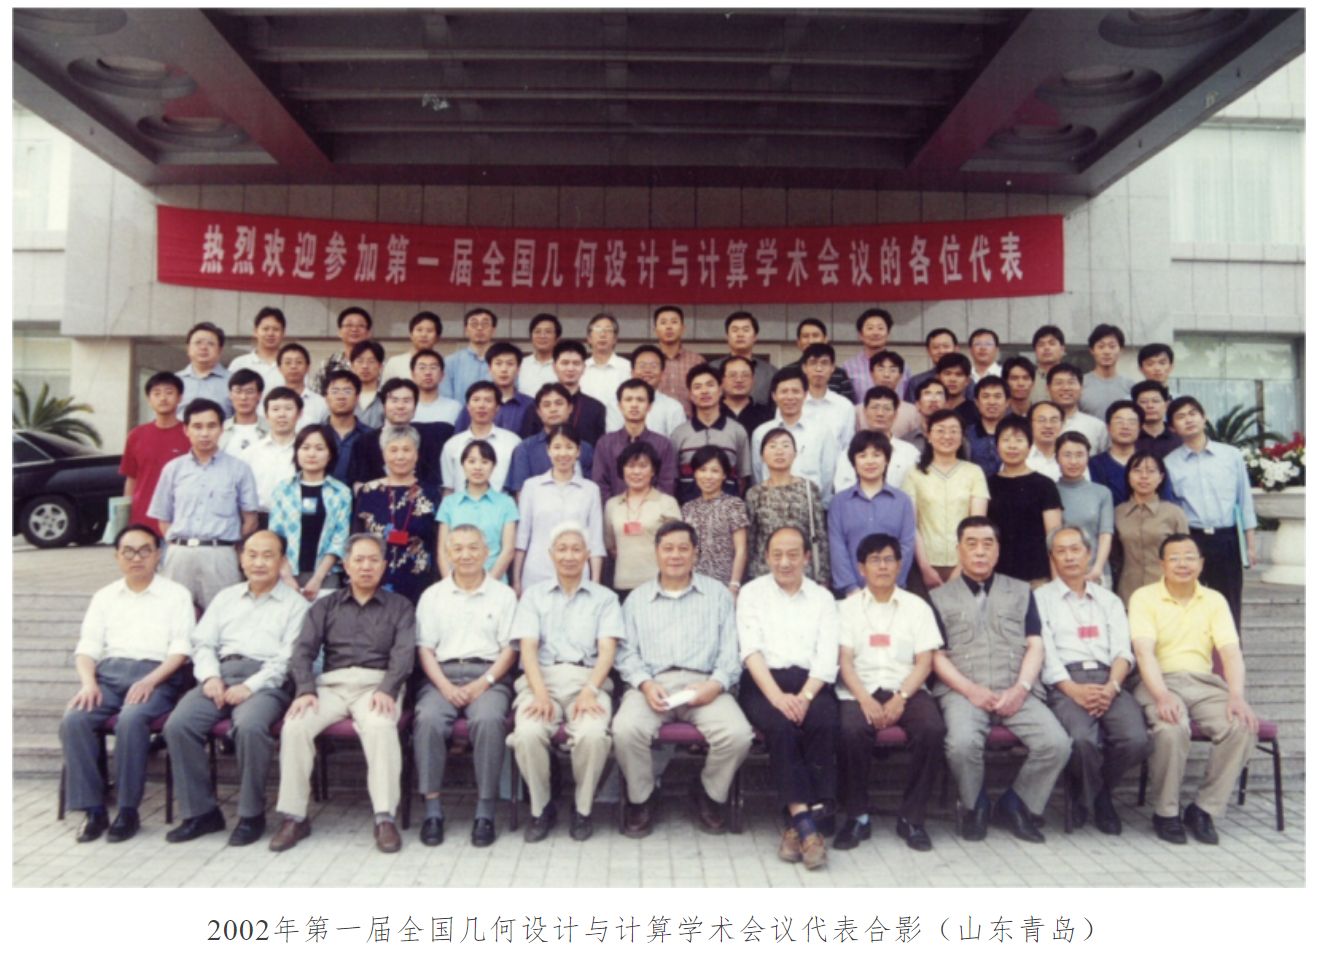 热烈欢迎参加第一届全国几何设计与计算学术会议的各位代表
2002年第一届全国几何设计与计算学术会议代表合影（山东青岛）